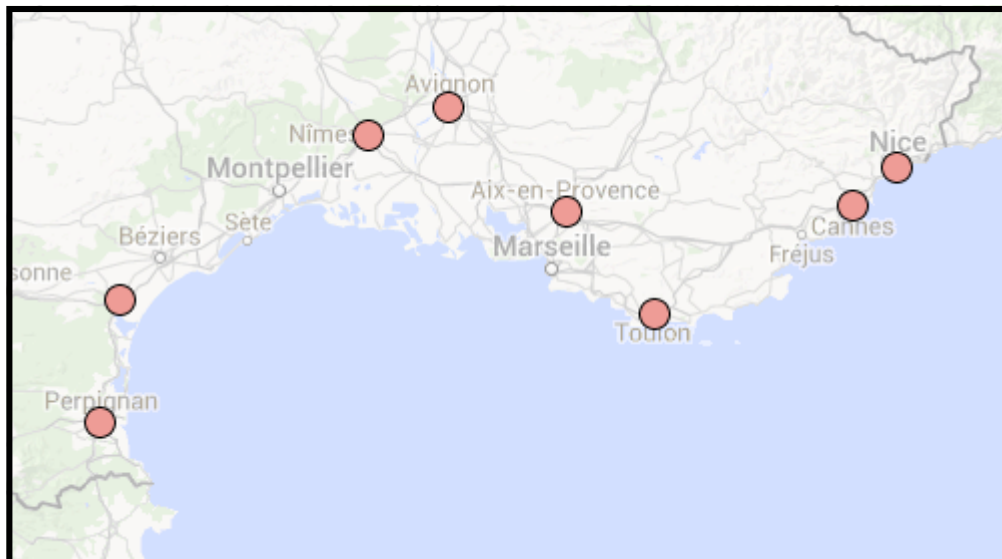 Avignon
Nîmes
Nice
Montpellier
Aix-en-Provence
Sète
Cannes
Béziers
Marseille
Fréjus
sonne
Toulon
Perpignan